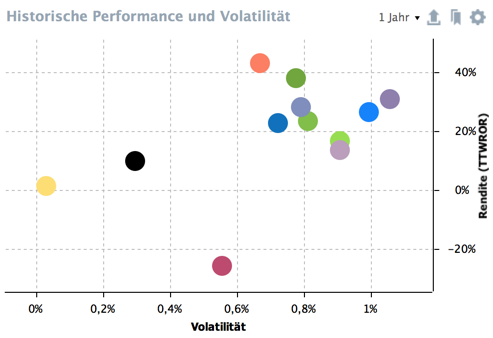 Historische Performance und Volatilität
1 Jahr
40%
20%
0%
-20%
Rendite (TTWROR)
0%
0,2%
0,4%
0,6%
0,8%
1%
Volatilität